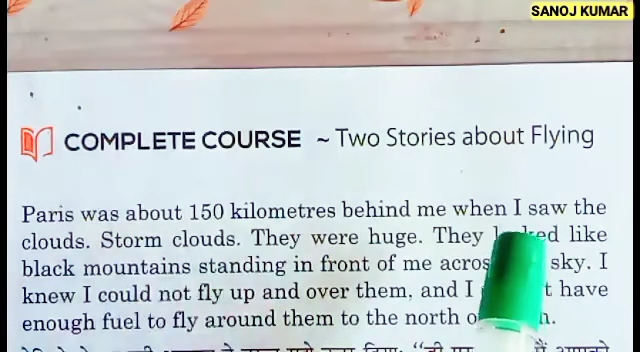 SANOJ KUMAR
COMPLETE COURSE ~ Two Stories about Flying
Paris was about 150 kilometres behind me when I saw the
clouds. Storm clouds. They were huge. They looked like
black mountains standing in front of me across sky. I
knew I could not fly up and over them, and I have
enough fuel to fly around them to the north